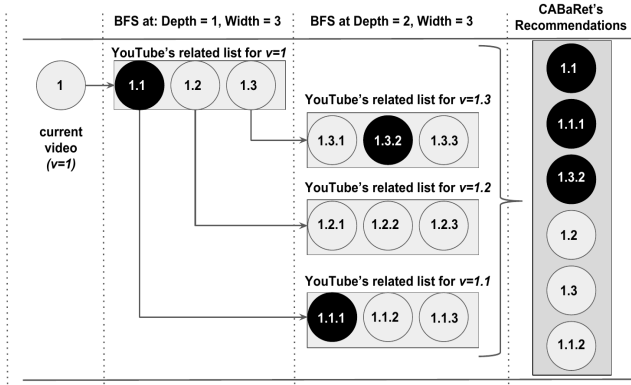 BFS at: Depth = 1, Width = 3
BFS at Depth = 2, Width = 3
CABaRet's
Recommendations
YouTube's related list for v=1
1
1.1
1.2
1.3
current
video
(v=1)
YouTube's related list for v=1.3
1.3.1
1.3.2
1.3.3
YouTube's related list for v=1.2
1.2.1
1.2.2
1.2.3
YouTube's related list for v=1.1
1.1.1
1.1.2
1.1.3
1.1
1.1.1
1.3.2
1.2
1.3
1.1.2